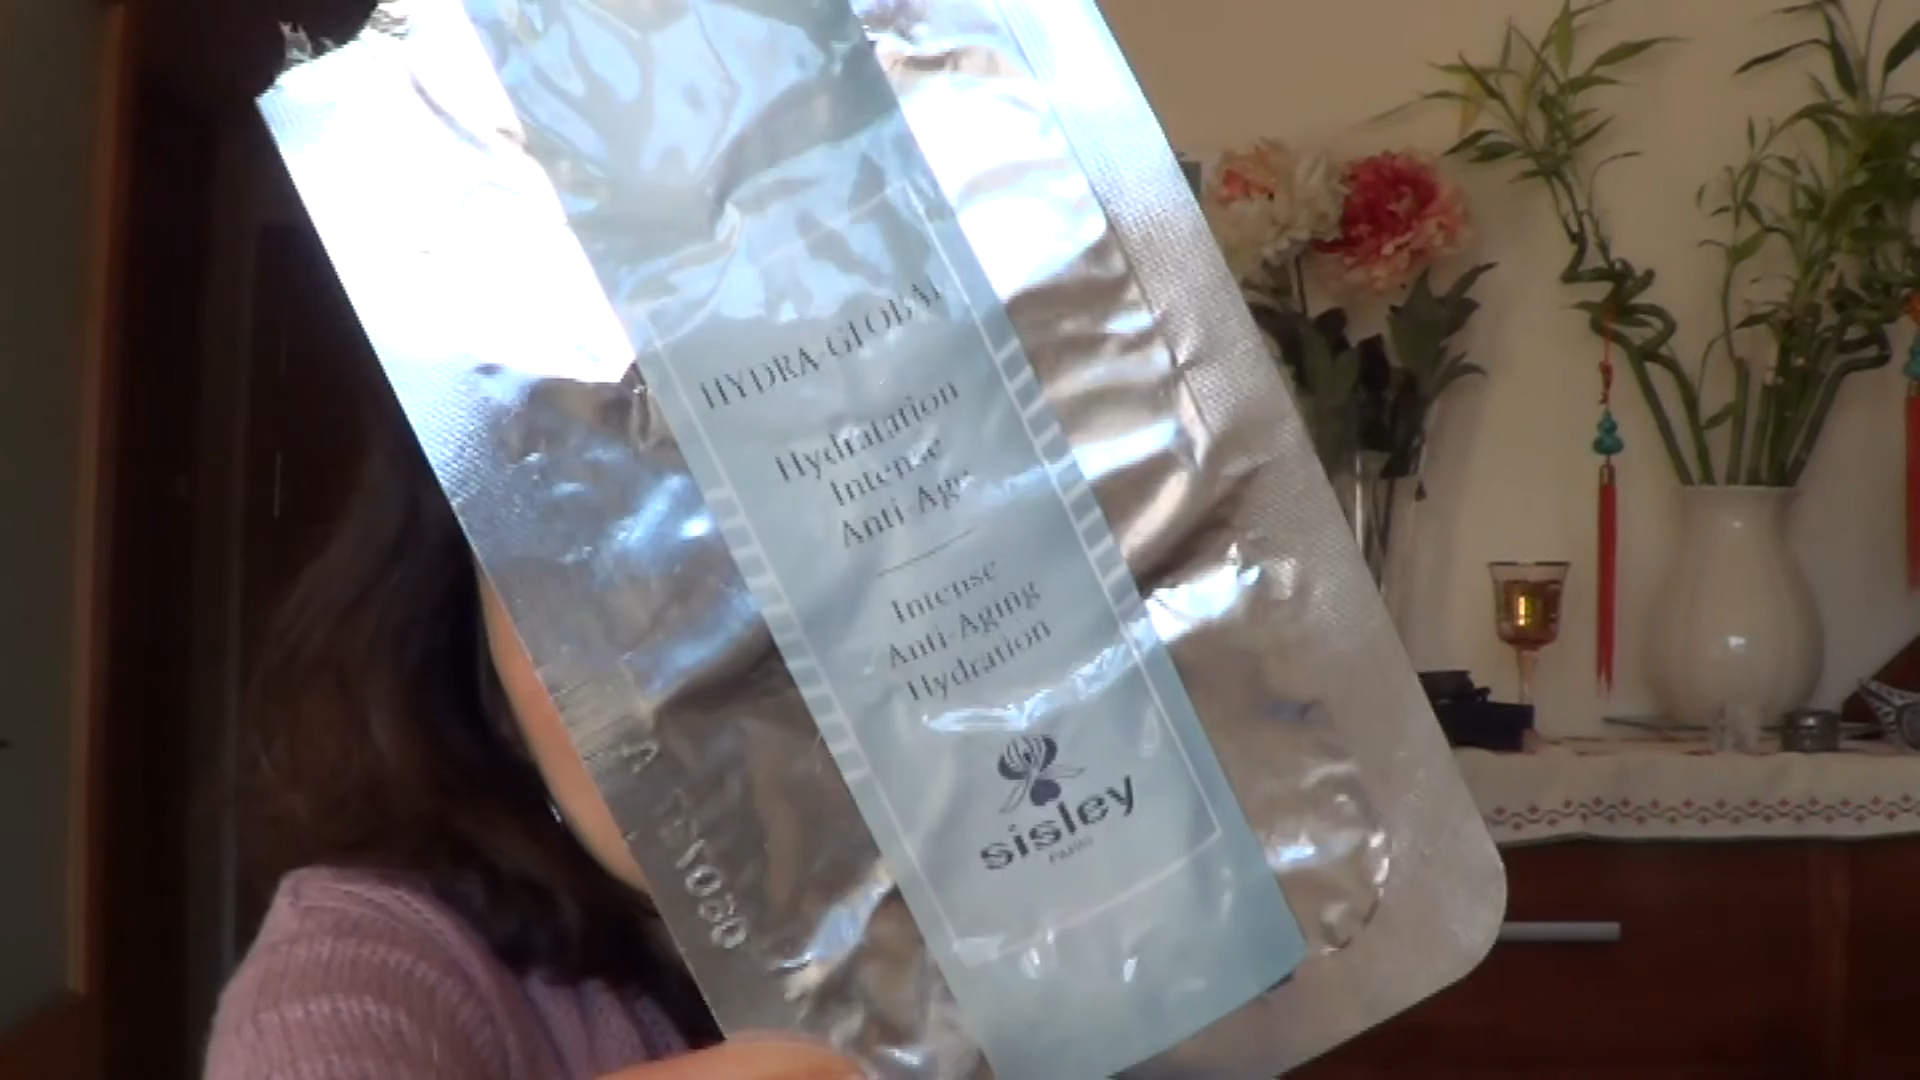 HYDRA-GLOBAL
Hydratation
Intense
Anti-Age
Intense
Anti-Aging
Hydration
sisley
PARIS